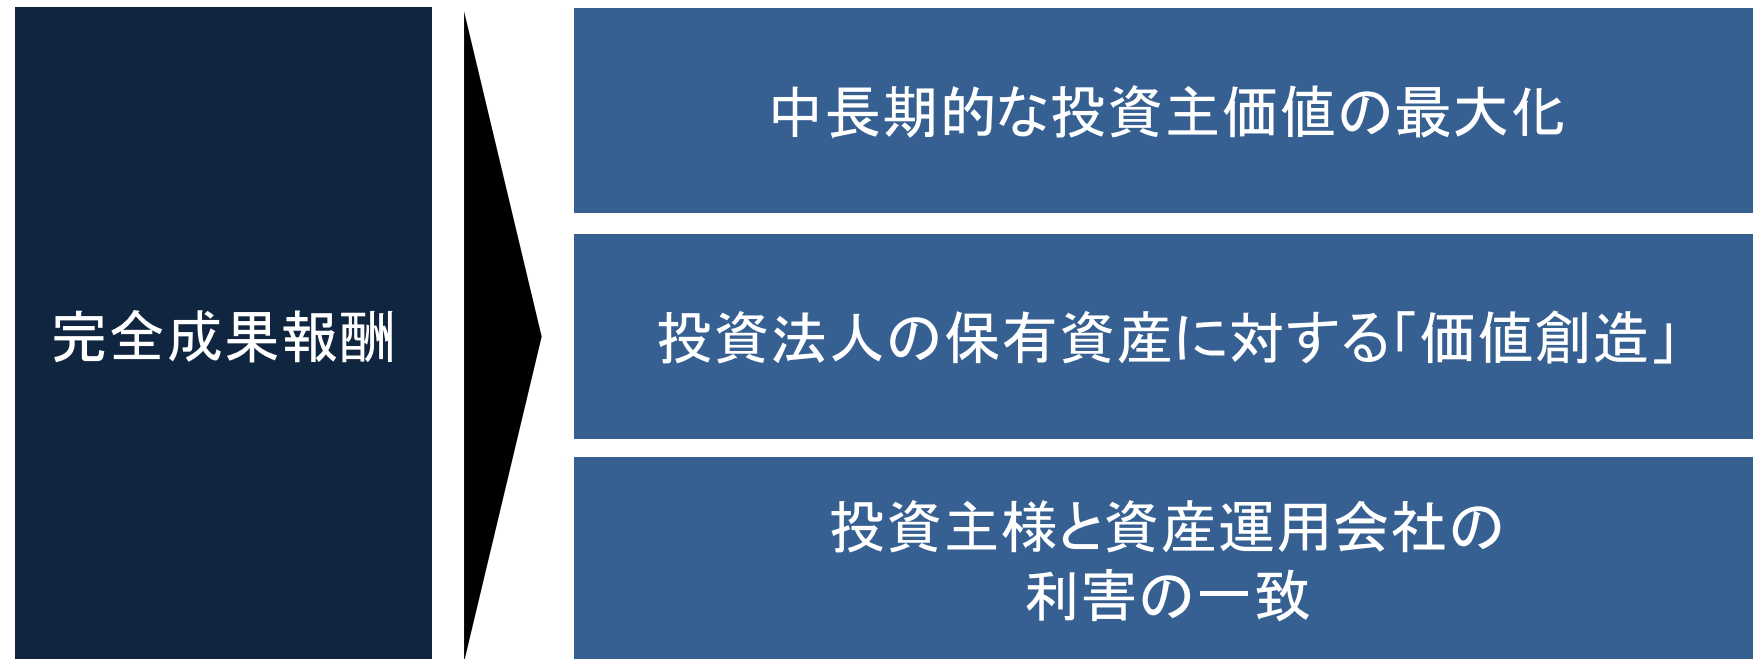 完全成果報酬
中長期的な投資主価値の最大化
投資法人の保有資産に対する「価値創造」
投資主様と資産運用会社の
利害の一致